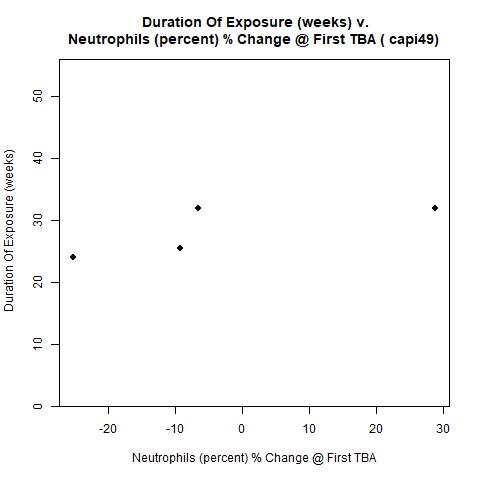 Duration Of Exposure (weeks) v.
Neutrophils (percent) % Change @ First TBA ( capi49)
Duration Of Exposure (weeks)
50
40
30
20
10
0
-20 -10 0 10 20 30
Neutrophils (percent) % Change @ First TBA